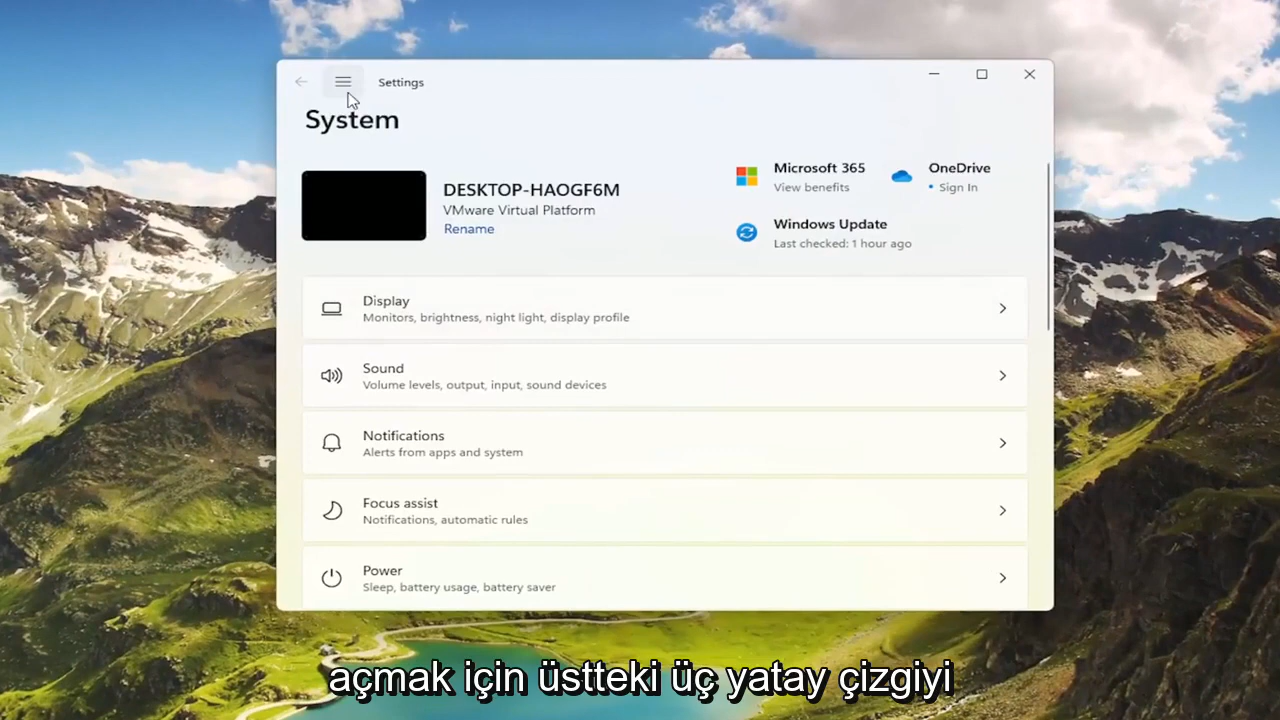 Settings
System
DESKTOP-HAOGF6M
VMware Virtual Platform
Rename
Microsoft 365
View benefits
OneDrive
• Sign In
Windows Update
Last checked: 1 hour ago
Display
Monitors, brightness, night light, display profile
Sound
Volume levels, output, input, sound devices
Notifications
Alerts from apps and system
Focus assist
Notifications, automatic rules
Power
Sleep, battery usage, battery saver
açmak için üstteki üç yatay çizgiyi